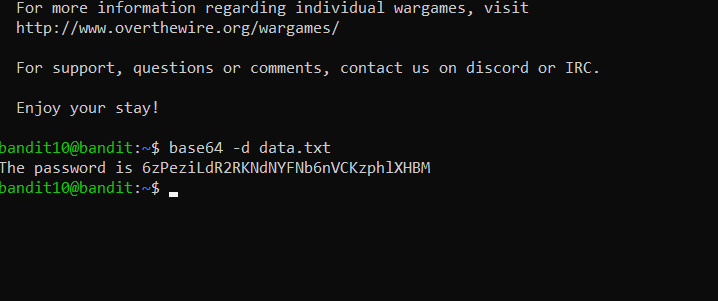 For more information regarding individual wargames, visit
http://www.overthewire.org/wargames/
For support, questions or comments, contact us on discord or IRC.
Enjoy your stay!
bandit10@bandit:~$ base64 -d data.txt
The password is 6zPeziLdR2RKNdNYFNb6nVCKzphlXHBM
bandit10@bandit:~$